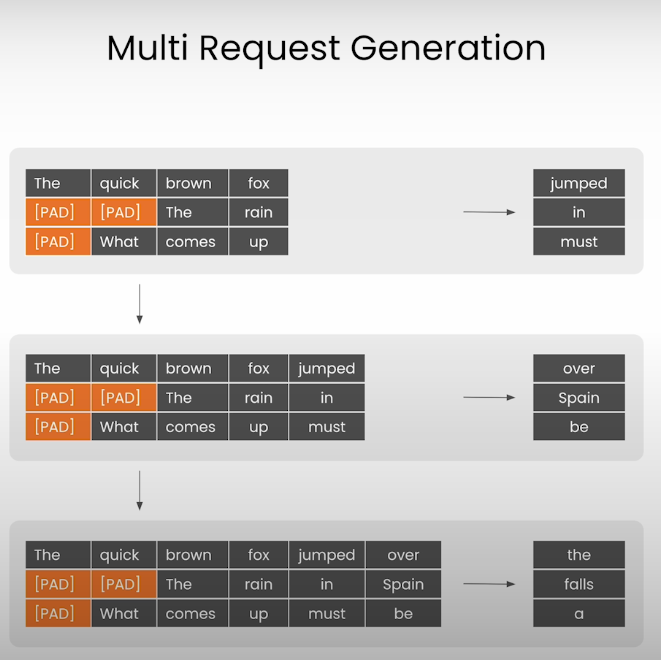 Multi Request Generation
The quick brown fox jumped
[PAD] [PAD] The rain in
[PAD] What comes up must
The quick brown fox jumped over
[PAD] [PAD] The rain in Spain
[PAD] What comes up must be
The quick brown fox jumped over the
[PAD] [PAD] The rain in Spain falls
[PAD] What comes up must be a